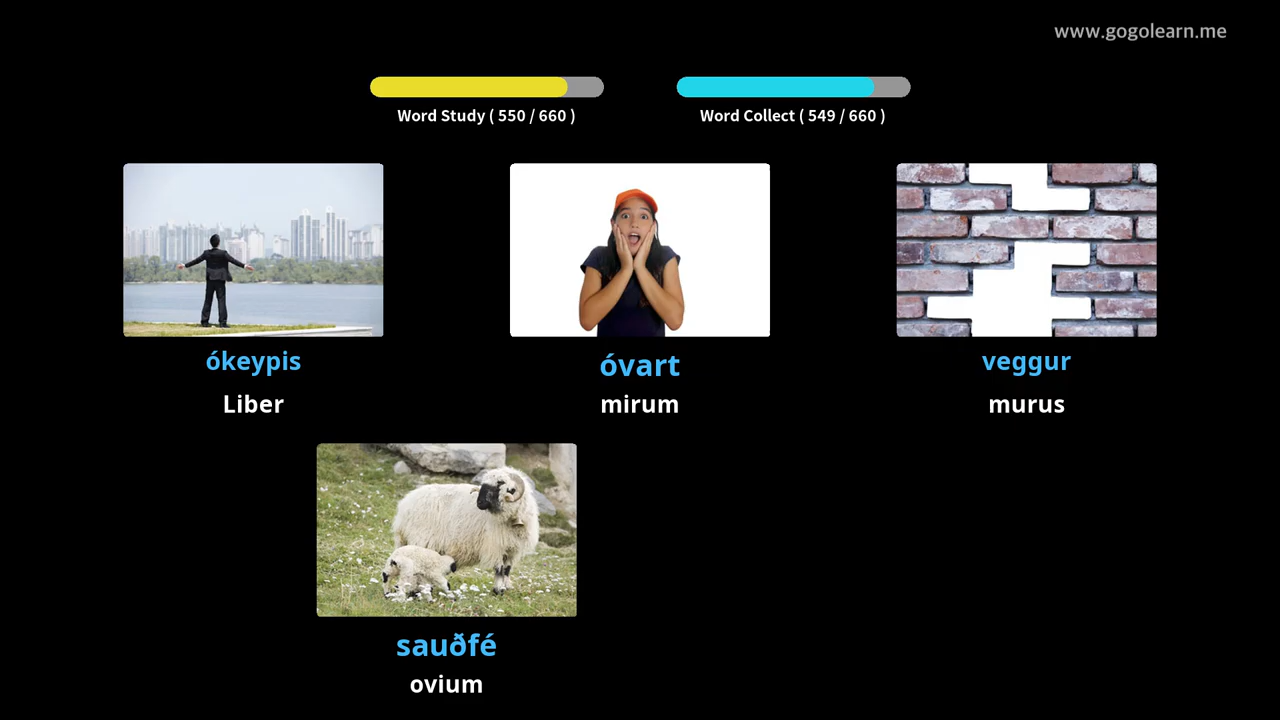 www.gogolearn.me
Word Study ( 550 / 660 )
Word Collect ( 549 / 660 )
ókeypis
Liber
óvart
mirum
veggur
murus
sauðfé
ovium